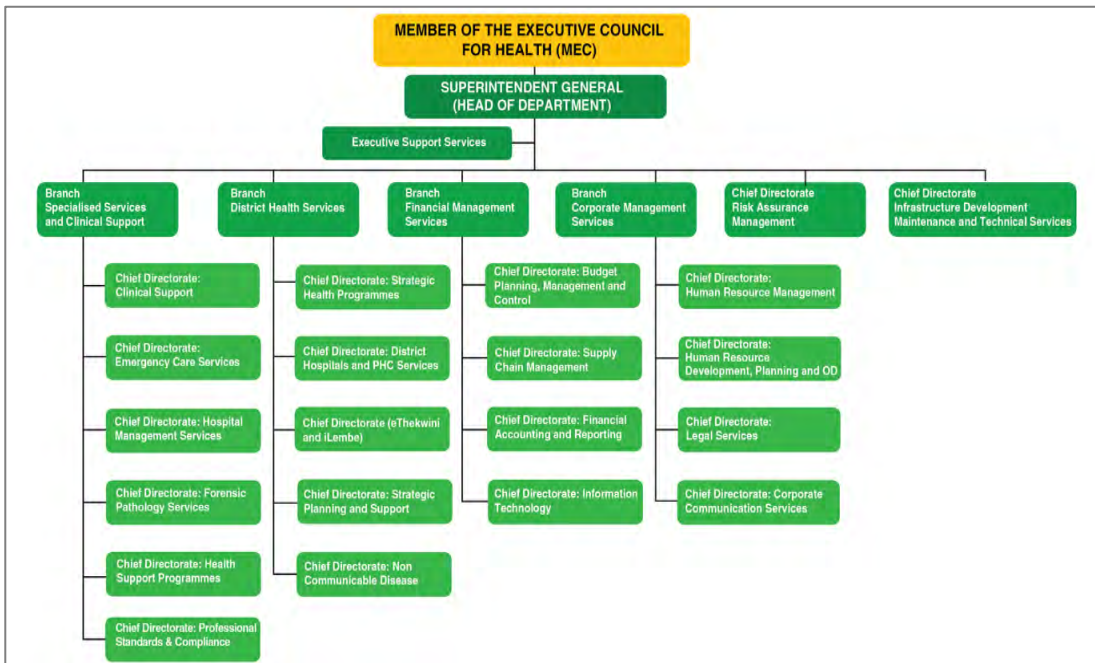 MEMBER OF THE EXECUTIVE COUNCIL
FOR HEALTH (MEC)
SUPERINTENDENT GENERAL
(HEAD OF DEPARTMENT)
Executive Support Services
Branch
Specialised Services
and Clinical Support
Branch
District Health Services
Branch
Financial Management
Services
Branch
Corporate Management
Services
Chief Directorate
Risk Assurance
Management
Chief Directorate
Infrastructure Development
Maintenance and Technical Services
Chief Directorate:
Clinical Support
Chief Directorate:
Emergency Care Services
Chief Directorate: Hospital
Management Services
Chief Directorate: Forensic
Pathology Services
Chief Directorate: Health
Support Programmes
Chief Directorate: Professional
Standards & Compliance
Chief Directorate: Strategic
Health Programmes
Chief Directorate: District
Hospitals and PHC Services
Chief Directorate (eThekwini
and iLembe)
Chief Directorate: Strategic
Planning and Support
Chief Directorate: Non
Communicable Disease
Chief Directorate: Budget
Planning, Management and
Control
Chief Directorate: Supply
Chain Management
Chief Directorate: Financial
Accounting and Reporting
Chief Directorate: Information
Technology
Chief Directorate:
Human Resource Management
Chief Directorate:
Human Resource
Development, Planning and OD
Chief Directorate:
Legal Services
Chief Directorate: Corporate
Communication Services